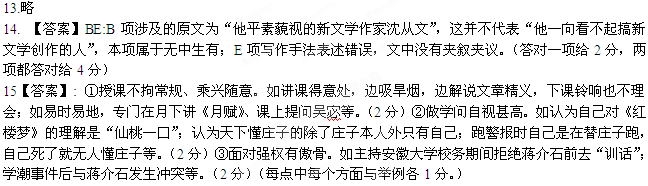 13.略
14. 【答案】BE:B 项涉及的原文为“他平素藐视的新文学作家沈从文”，这并不代表“他一向看不起搞新
文学创作的人”，本项属于无中生有；E 项写作手法表述错误，文中没有夹叙夹议。（答对一项给 2 分，两
项都答对给 4 分）
15【答案】：①授课不拘常规、乘兴随意。如讲课得意处，边吸旱烟，边解说文章精义，下课铃响也不理
会；如易时易地，专门在月下讲《月赋》、课上提问吴宓等。（2 分）②做学问自视甚高。如认为自己对《红
楼梦》的理解是“仙桃一口”；认为天下懂庄子的除了庄子本人外只有自己；跑警报时自己是在替庄子跑，
自己死了就无人懂庄子等。（2 分）③面对强权有傲骨。如主持安徽大学校务期间拒绝蒋介石前去“训话”；
学潮事件后与蒋介石发生冲突等。（2 分）（每点中每个方面与举例各 1 分。）